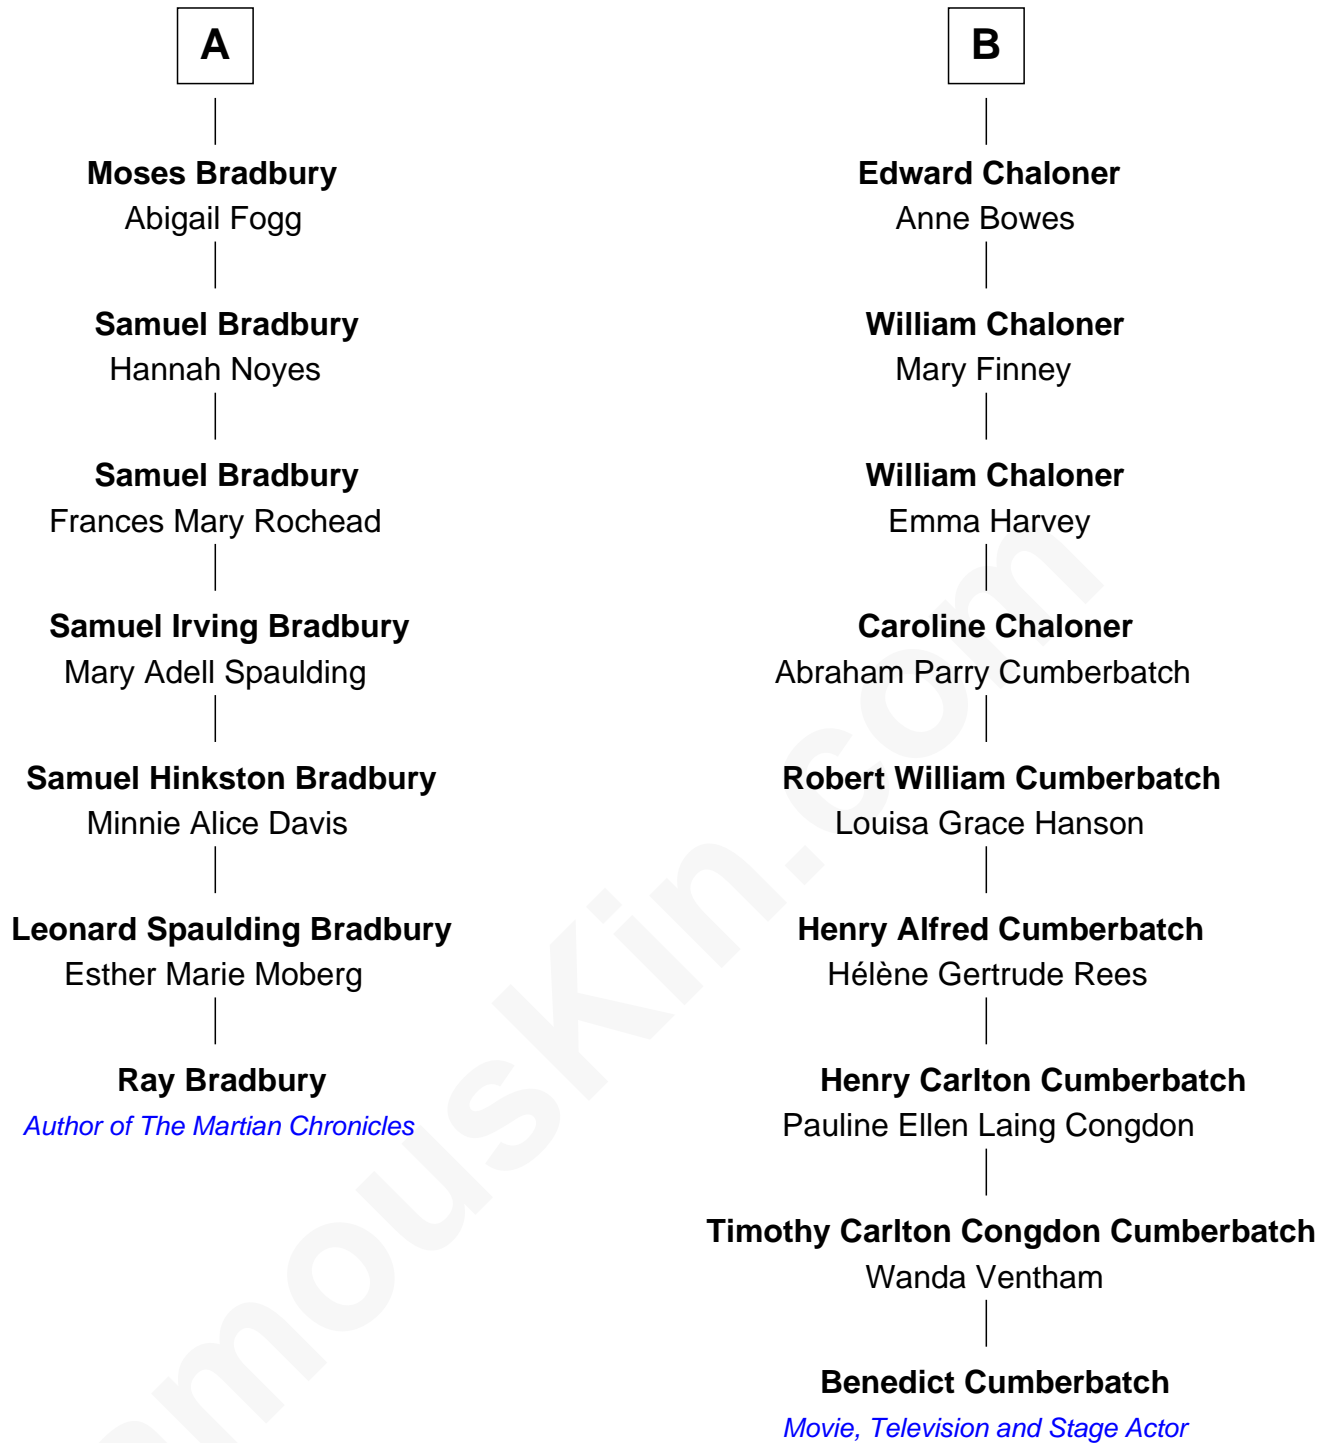 A
Moses Bradbury
Abigail Fogg
Samuel Bradbury
Hannah Noyes
Samuel Bradbury
Frances Mary Rochead
Samuel Irving Bradbury
Mary Adell Spaulding
Samuel Hinkston Bradbury
Minnie Alice Davis
Leonard Spaulding Bradbury
Esther Marie Moberg
Ray Bradbury
Author of The Martian Chronicles
B
Edward Chaloner
Anne Bowes
William Chaloner
Mary Finney
William Chaloner
Emma Harvey
Caroline Chaloner
Abraham Parry Cumberbatch
Robert William Cumberbatch
Louisa Grace Hanson
Henry Alfred Cumberbatch
Hélène Gertrude Rees
Henry Carlton Cumberbatch
Pauline Ellen Laing Congdon
Timothy Carlton Congdon Cumberbatch
Wanda Ventham
Benedict Cumberbatch
Movie, Television and Stage Actor
amousKin.com